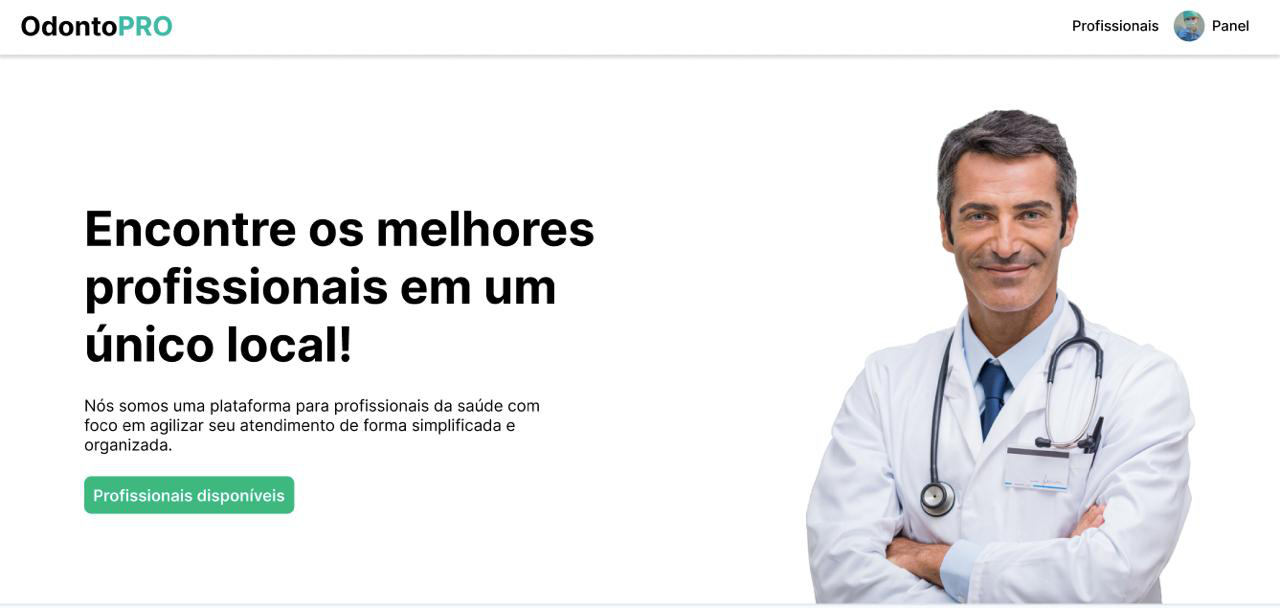 OdontoPRO
Profissionais
Panel
Encontre os melhores
profissionais em um
único local!
Nós somos uma plataforma para profissionais da saúde com
foco em agilizar seu atendimento de forma simplificada e
organizada.
Profissionais disponíveis